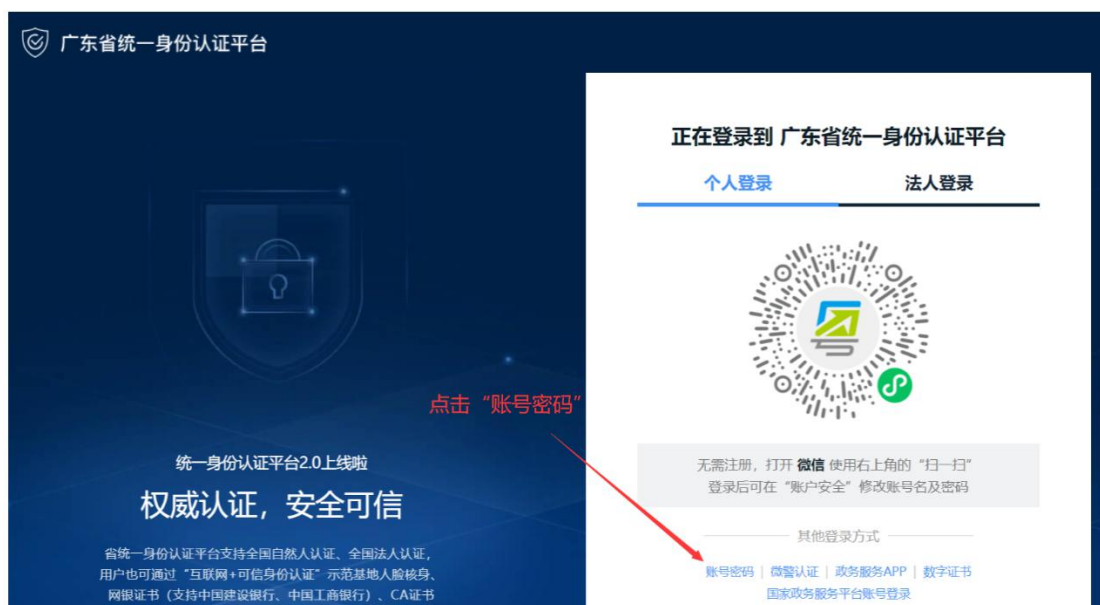 广东省统一身份认证平台
正在登录到 广东省统一身份认证平台
个人登录 法人登录
点击“账号密码”
统一身份认证平台2.0上线啦
权威认证，安全可信
省统一身份认证平台支持全国自然人认证、全国法人认证，
用户也可通过“互联网+可信身份认证”示范基地人脸核身、
网银证书（支持中国建设银行、中国工商银行）、CA证书
无需注册，打开 微信 使用右上角的“扫一扫”
登录后可在“账户安全”修改账号名及密码
其他登录方式
账号密码 | 微警认证 | 政务服务APP | 数字证书
国家政务服务平台账号登录